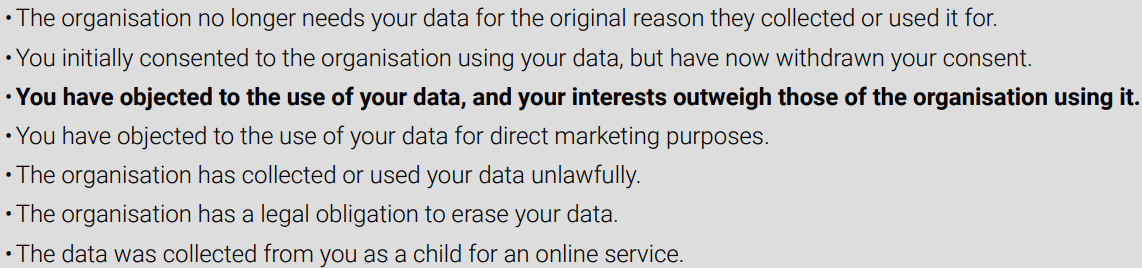 • The organisation no longer needs your data for the original reason they collected or used it for.
• You initially consented to the organisation using your data, but have now withdrawn your consent.
• You have objected to the use of your data, and your interests outweigh those of the organisation using it.
• You have objected to the use of your data for direct marketing purposes.
• The organisation has collected or used your data unlawfully.
• The organisation has a legal obligation to erase your data.
• The data was collected from you as a child for an online service.